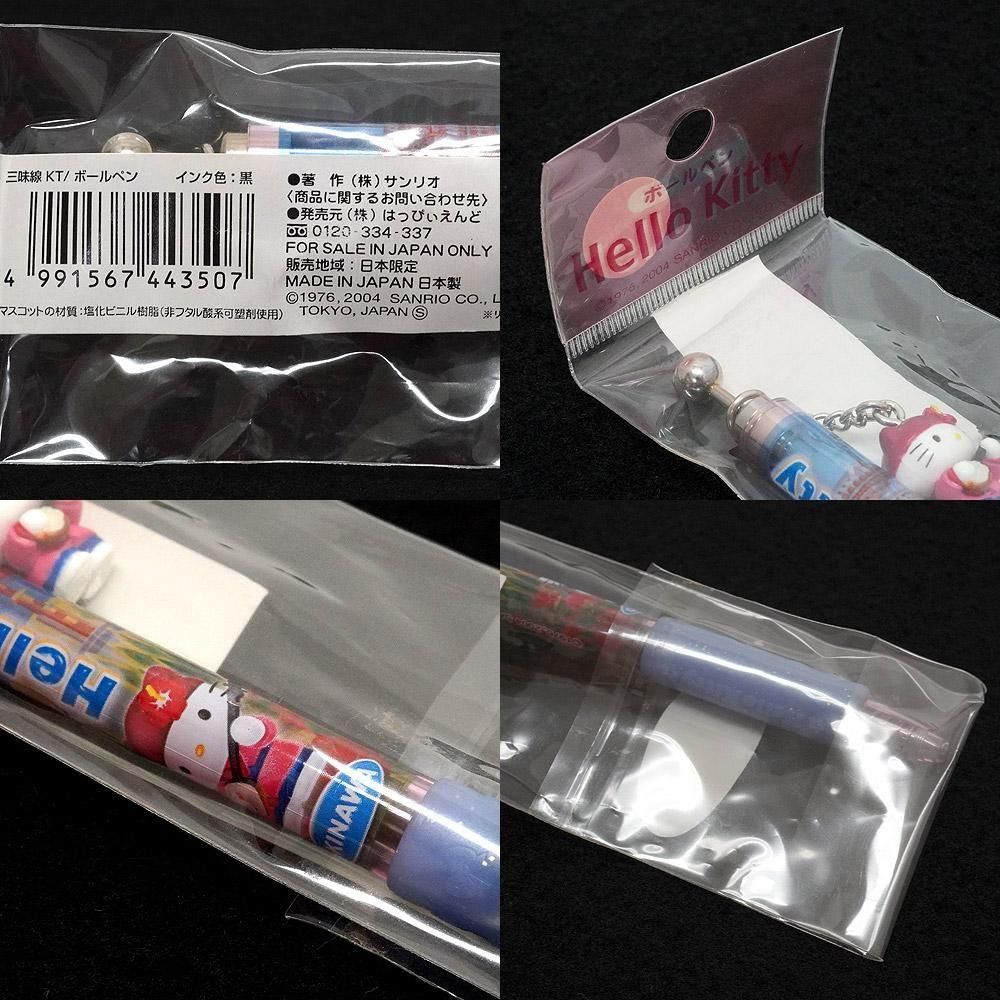 三味線 KT/ ボールペン インク色:黒
4 991567 443507
マスコットの材質:塩化ビニル樹脂(非フタル酸系可塑剤使用)
●著 作(株)サンリオ
〈商品に関するお問い合わせ先〉
●発売元(株)はっぴぃえんど
0120-334-337
FOR SALE IN JAPAN ONLY
販売地域:日本限定
MADE IN JAPAN 日本製
©1976, 2004 SANRIO CO., L
TOKYO, JAPAN Ⓢ
ボールペン
Hello Kitty
©1976, 2004 SANRIO
tty
Hel
KINAWA